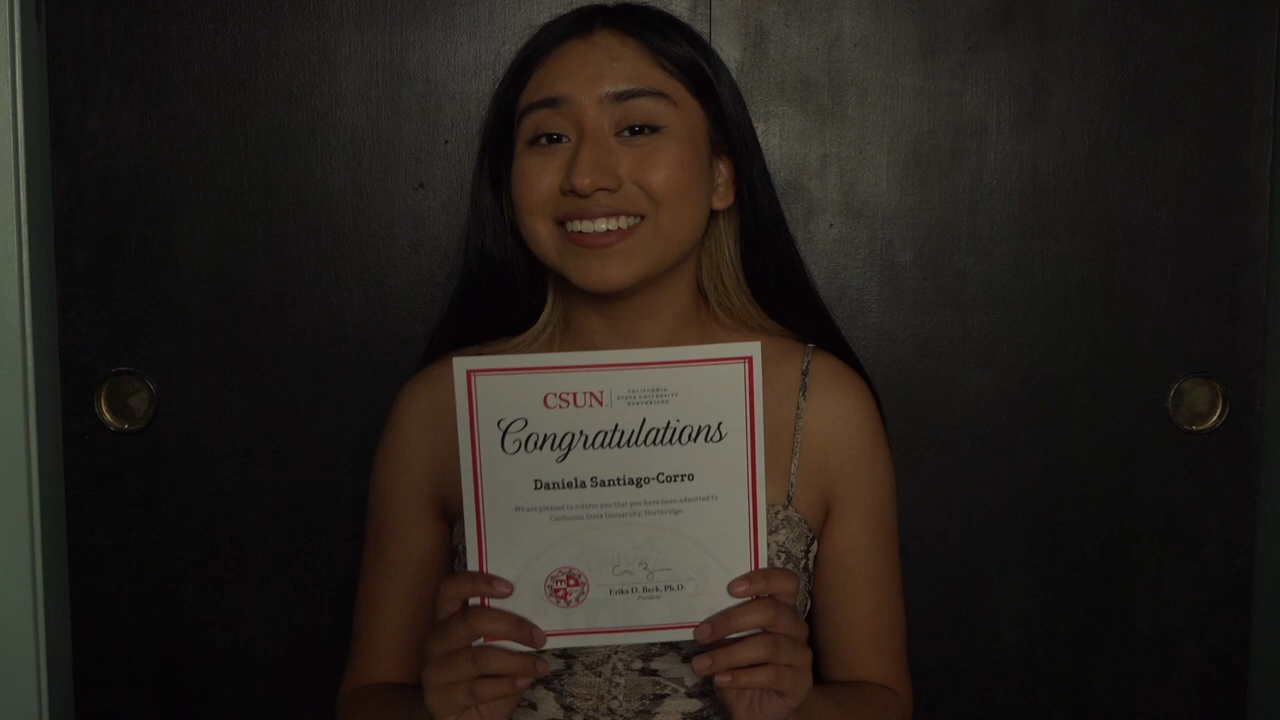 CSUN
CALIFORNIA
STATE UNIVERSITY
NORTHRIDGE
Congratulations
Daniela Santiago-Corro
We are pleased to inform you that you have been admitted to
California State University, Northridge.
Erika D. Beck, Ph.D.
President